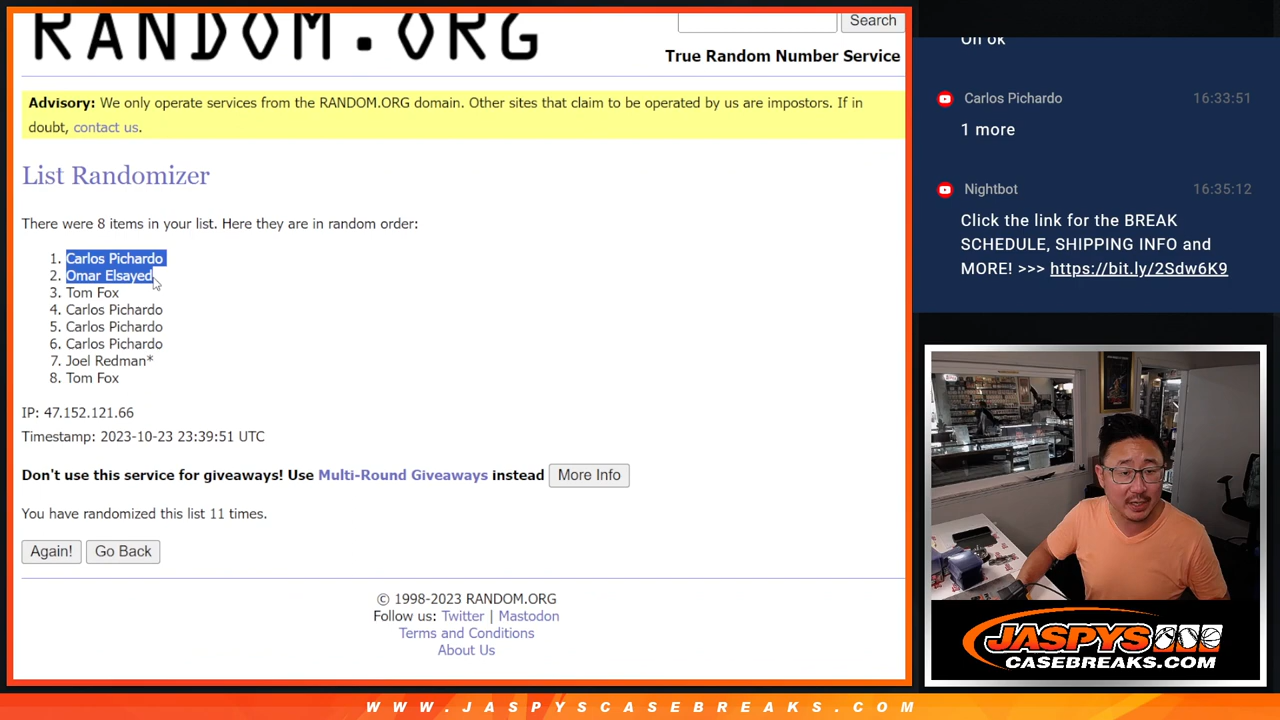 RANDOM.ORG
Search
True Random Number Service
Advisory: We only operate services from the RANDOM.ORG domain. Other sites that claim to be operated by us are impostors. If in
doubt, contact us.
List Randomizer
There were 8 items in your list. Here they are in random order:
1. Carlos Pichardo
2. Omar Elsayed
3. Tom Fox
4. Carlos Pichardo
5. Carlos Pichardo
6. Carlos Pichardo
7. Joel Redman*
8. Tom Fox
IP: 47.152.121.66
Timestamp: 2023-10-23 23:39:51 UTC
Don't use this service for giveaways! Use Multi-Round Giveaways instead More Info
You have randomized this list 11 times.
Again! Go Back
© 1998-2023 RANDOM.ORG
Follow us: Twitter | Mastodon
Terms and Conditions
About Us
Carlos Pichardo 16:33:51
1 more
Nightbot 16:35:12
Click the link for the BREAK
SCHEDULE, SHIPPING INFO and
MORE! >>> https://bit.ly/2Sdw6K9
JASPYS
CASEBREAKS.COM
WWW.JASPYSCASEBREAKS.COM